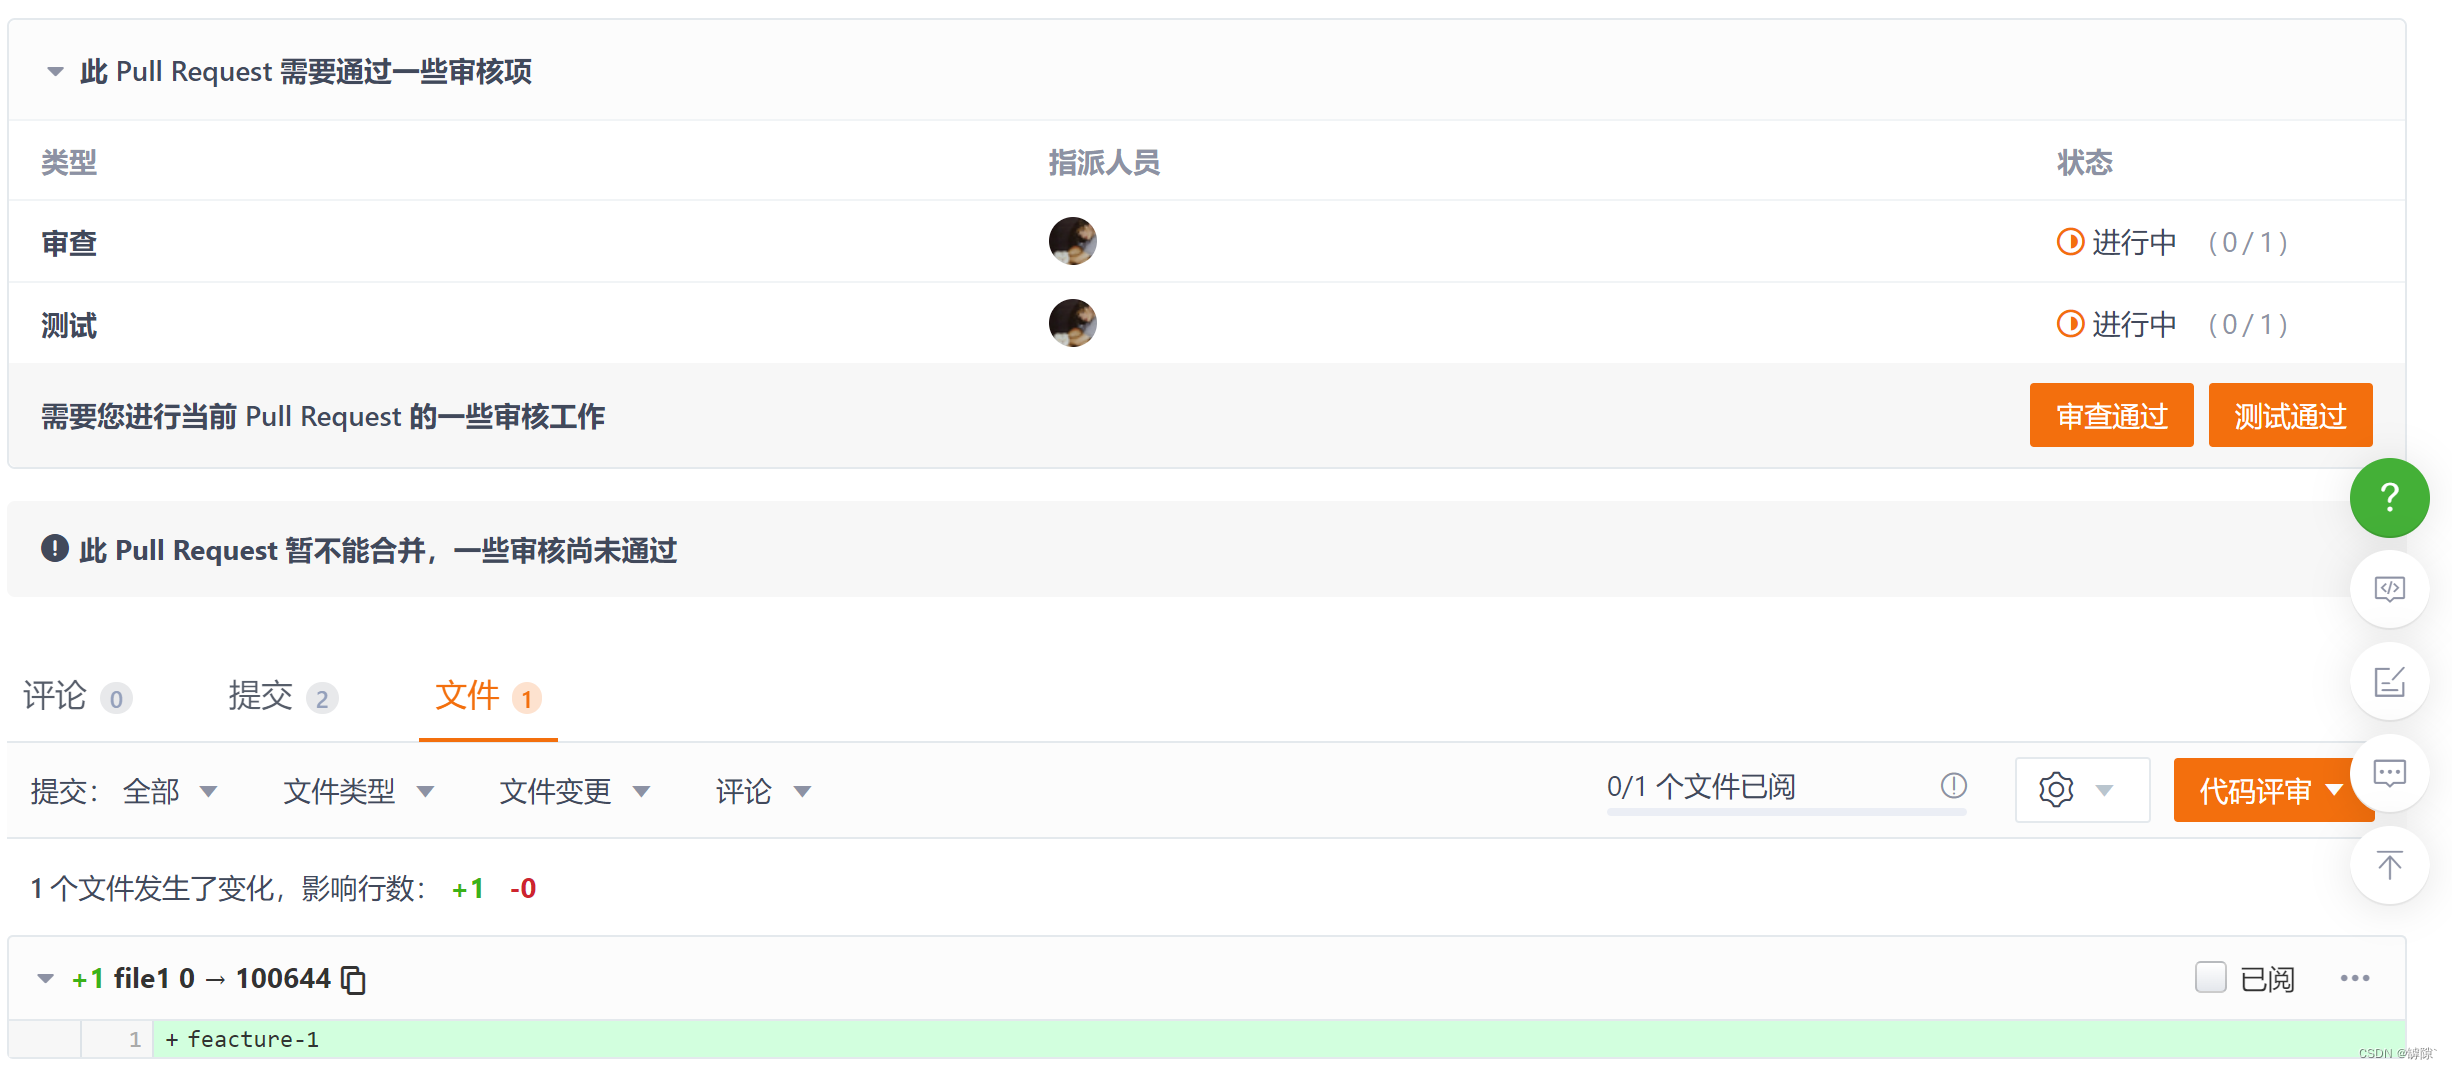 此 Pull Request 需要通过一些审核项
类型 指派人员 状态
审查 进行中 (0/1)
测试 进行中 (0/1)
需要您进行当前 Pull Request 的一些审核工作 审查通过 测试通过
?
此 Pull Request 暂不能合并，一些审核尚未通过
评论 0 提交 2 文件 1
提交： 全部 文件类型 文件变更 评论 0/1 个文件已阅 代码评审
1 个文件发生了变化，影响行数： +1 -0
+1 file1 0 → 100644 已阅 ...
1 + feacture-1
CSDN @罅隙`